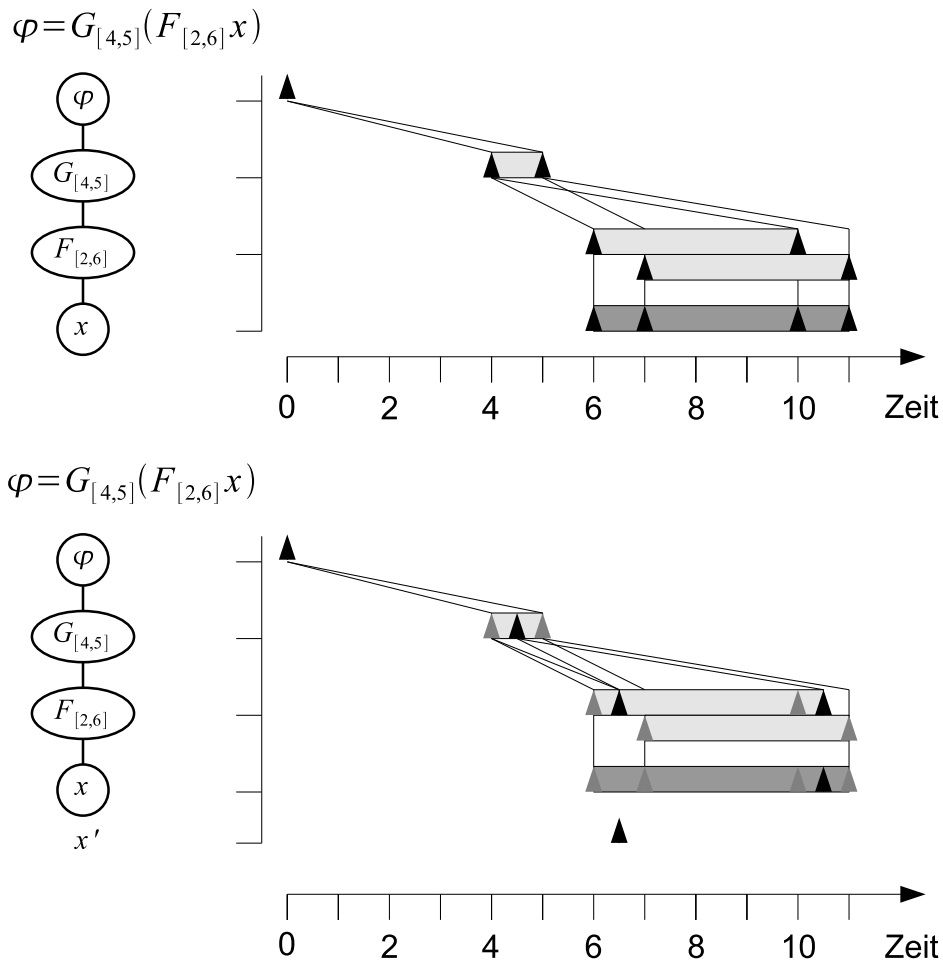 φ=G[4,5](F[2,6]x)
φ
G[4,5]
F[2,6]
x
0 2 4 6 8 10 Zeit
φ=G[4,5](F[2,6]x)
φ
G[4,5]
F[2,6]
x
x′
0 2 4 6 8 10 Zeit